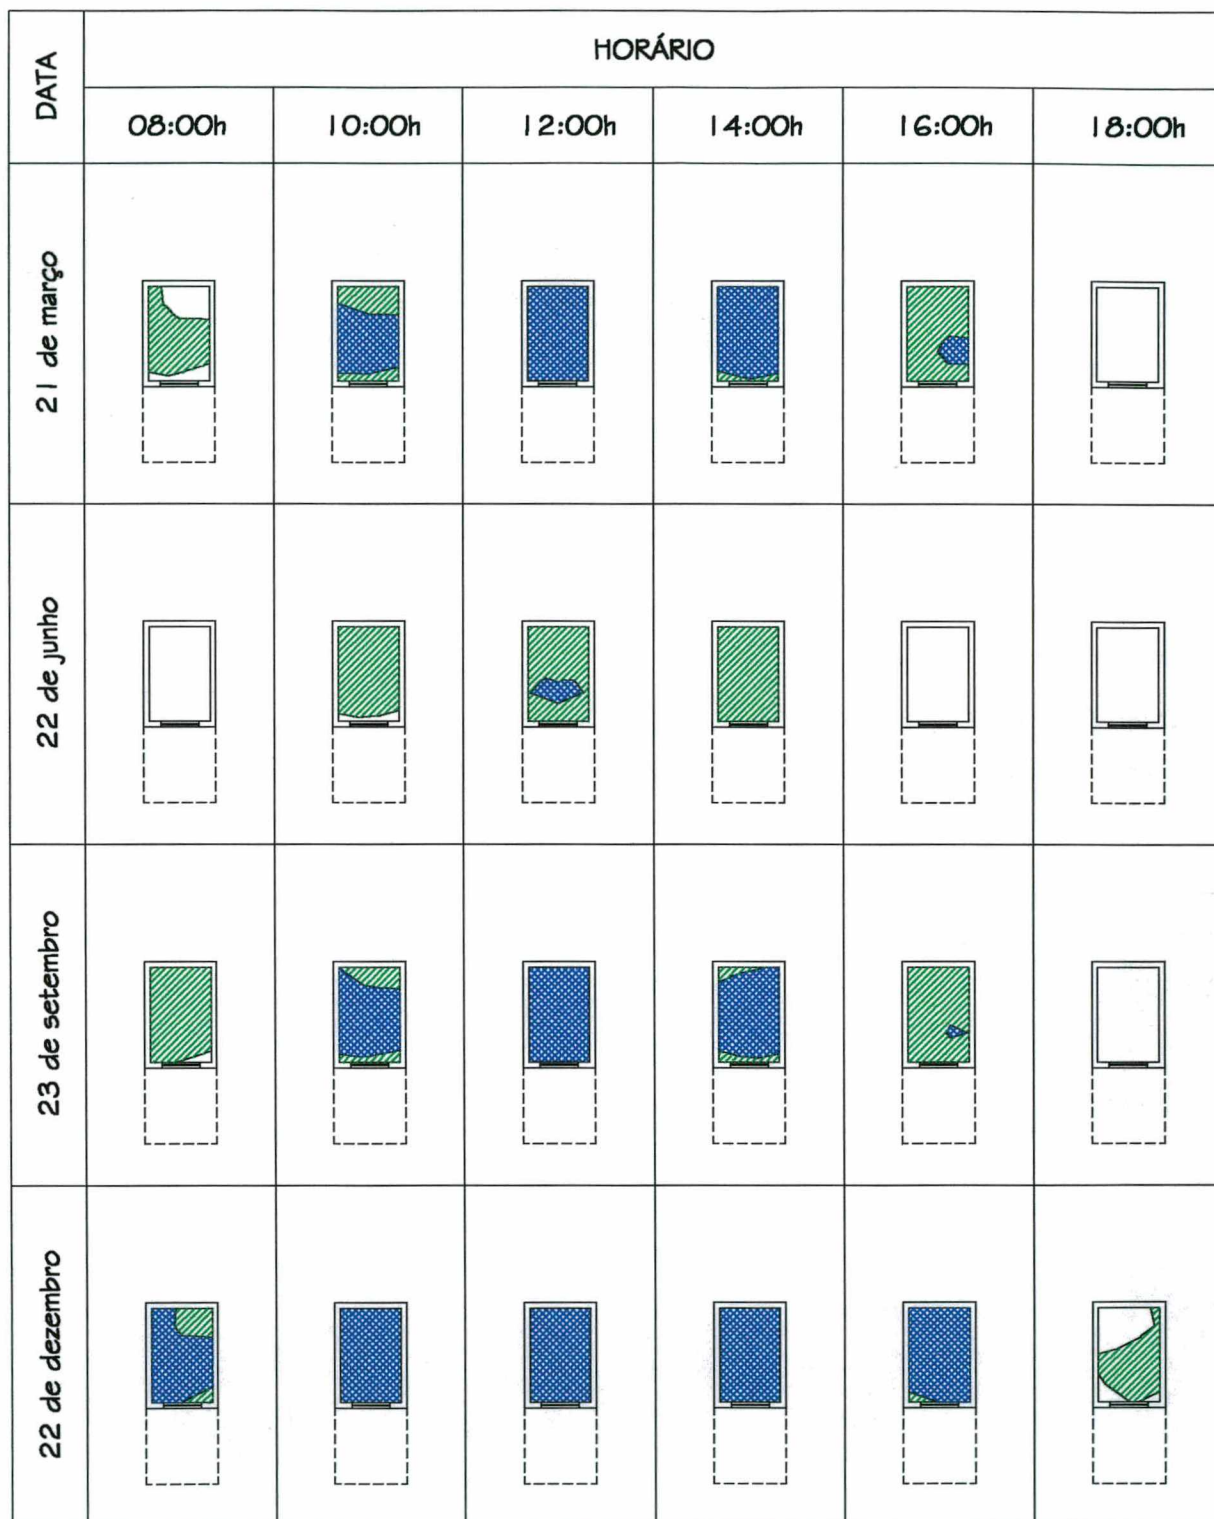 DATA
HORÁRIO
08:00h 10:00h 12:00h 14:00h 16:00h 18:00h
21 de março
22 de junho
23 de setembro
22 de dezembro